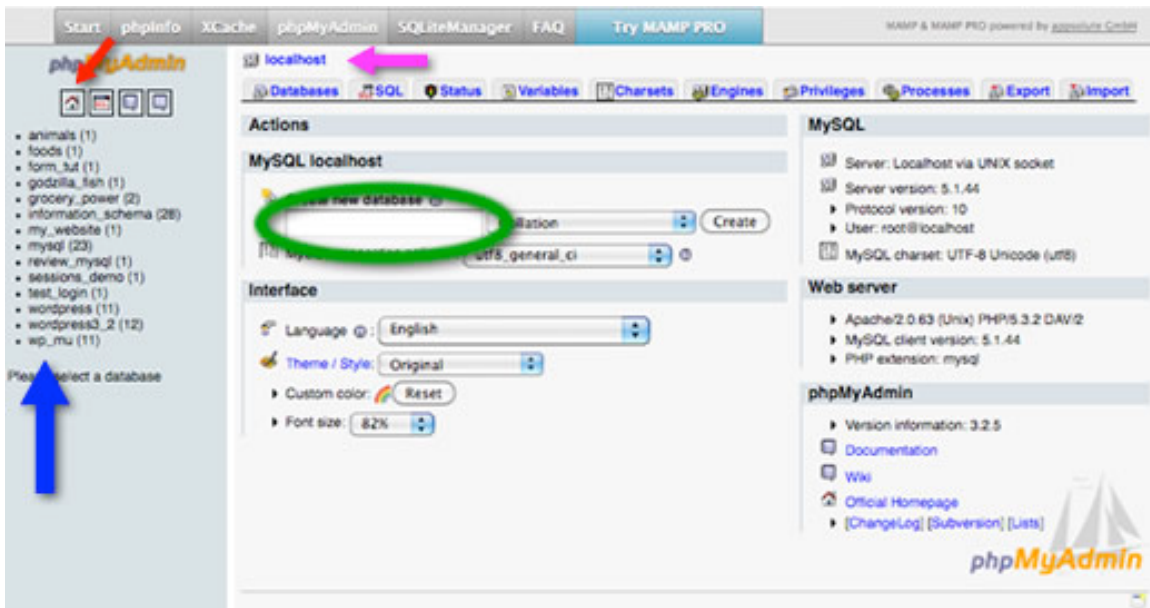 Start phpInfo XCache phpMyAdmin SQLiteManager FAQ Try MAMP PRO MAMP & MAMP PRO powered by appsolute GmbH
phpMyAdmin
animals (1)
foods (1)
form_tut (1)
godzilla_fish (1)
grocery_power (2)
information_schema (28)
my_website (1)
mysql (23)
review_mysql (1)
sessions_demo (1)
test_login (1)
wordpress (11)
wordpress3_2 (12)
wp_mu (11)
select a database
localhost
Databases SQL Status Variables Charsets Engines Privileges Processes Export Import
Actions
MySQL localhost
new database
Create
utf8_general_ci
Interface
Language : English
Theme / Style: Original
Custom color: Reset
Font size: 82%
MySQL
Server: Localhost via UNIX socket
Server version: 5.1.44
Protocol version: 10
User: root@localhost
MySQL charset: UTF-8 Unicode (utf8)
Web server
Apache/2.0.63 (Unix) PHP/5.3.2 DAV/2
MySQL client version: 5.1.44
PHP extension: mysql
phpMyAdmin
Version information: 3.2.5
Documentation
Wiki
Official Homepage
[ChangeLog] [Subversion] [Lists]
phpMyAdmin